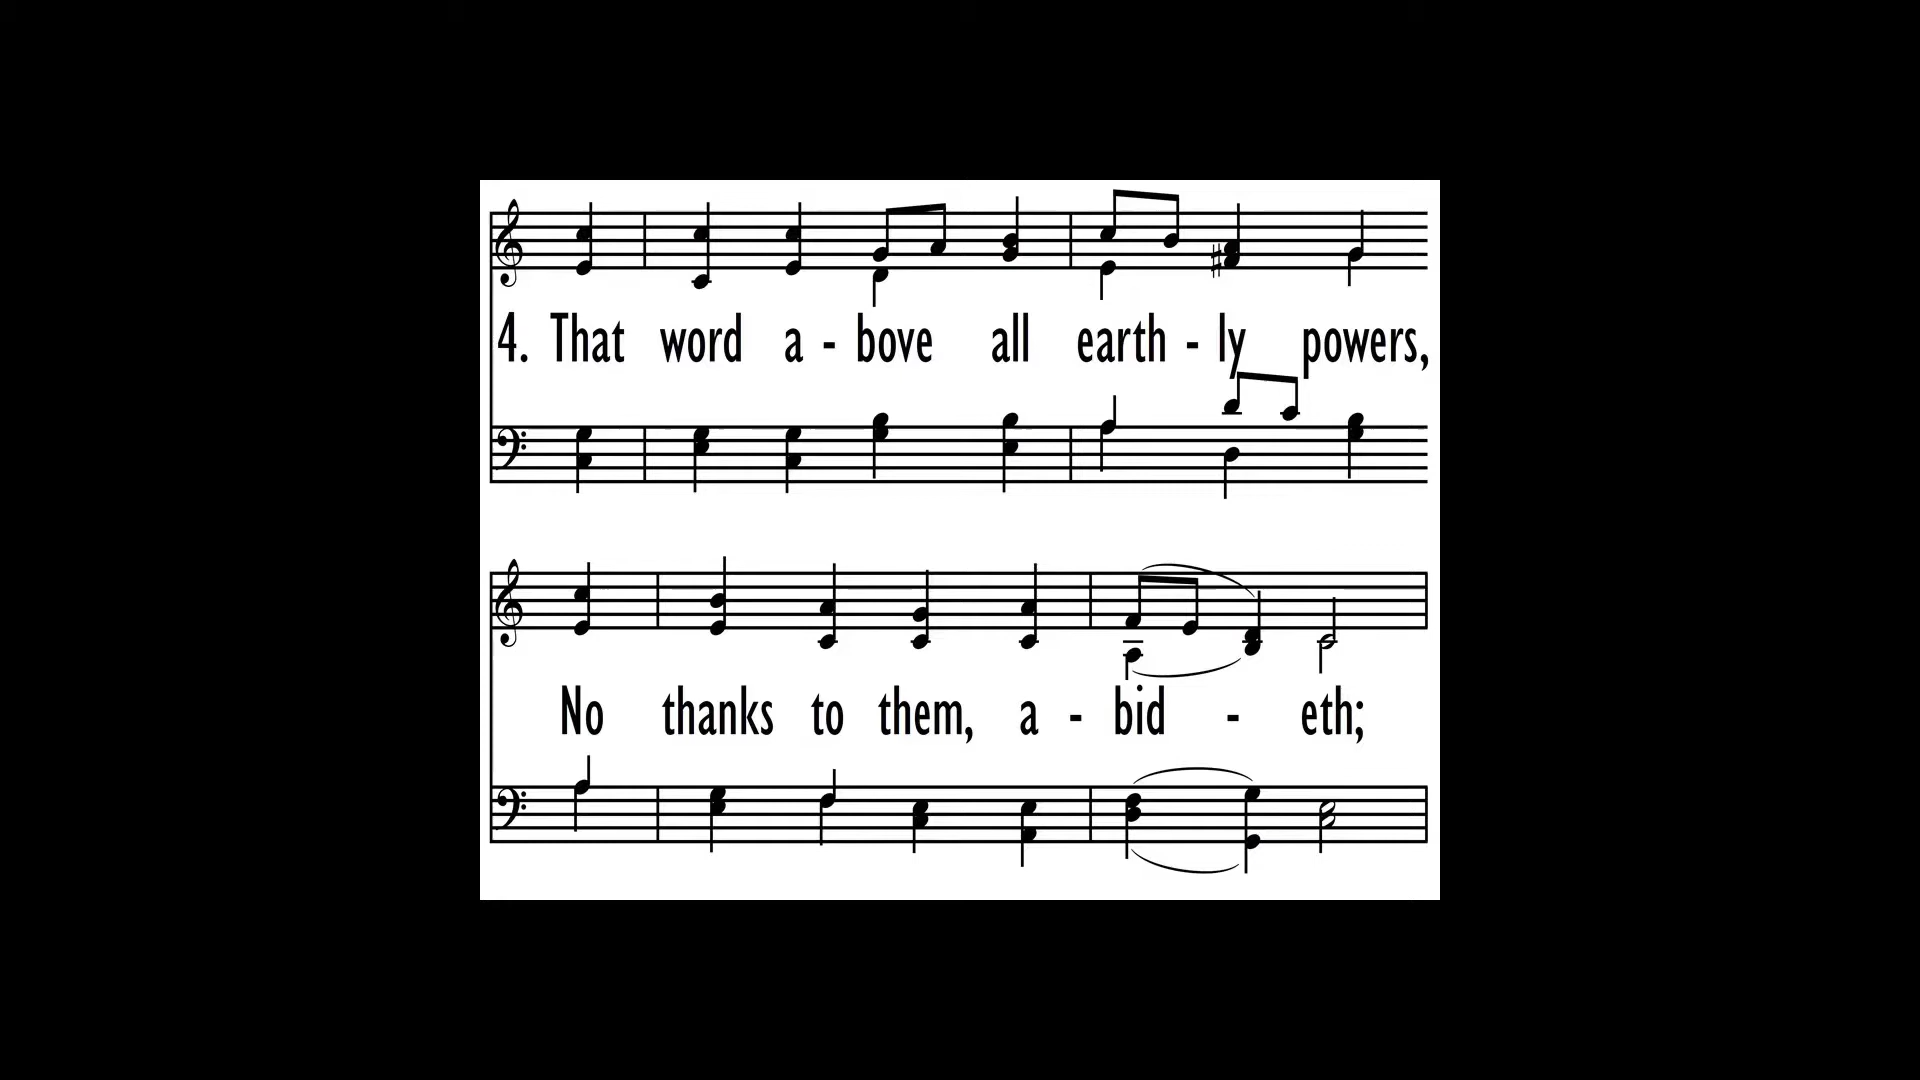 4. That word a - bove all earth - ly powers,
No thanks to them, a - bid - eth;